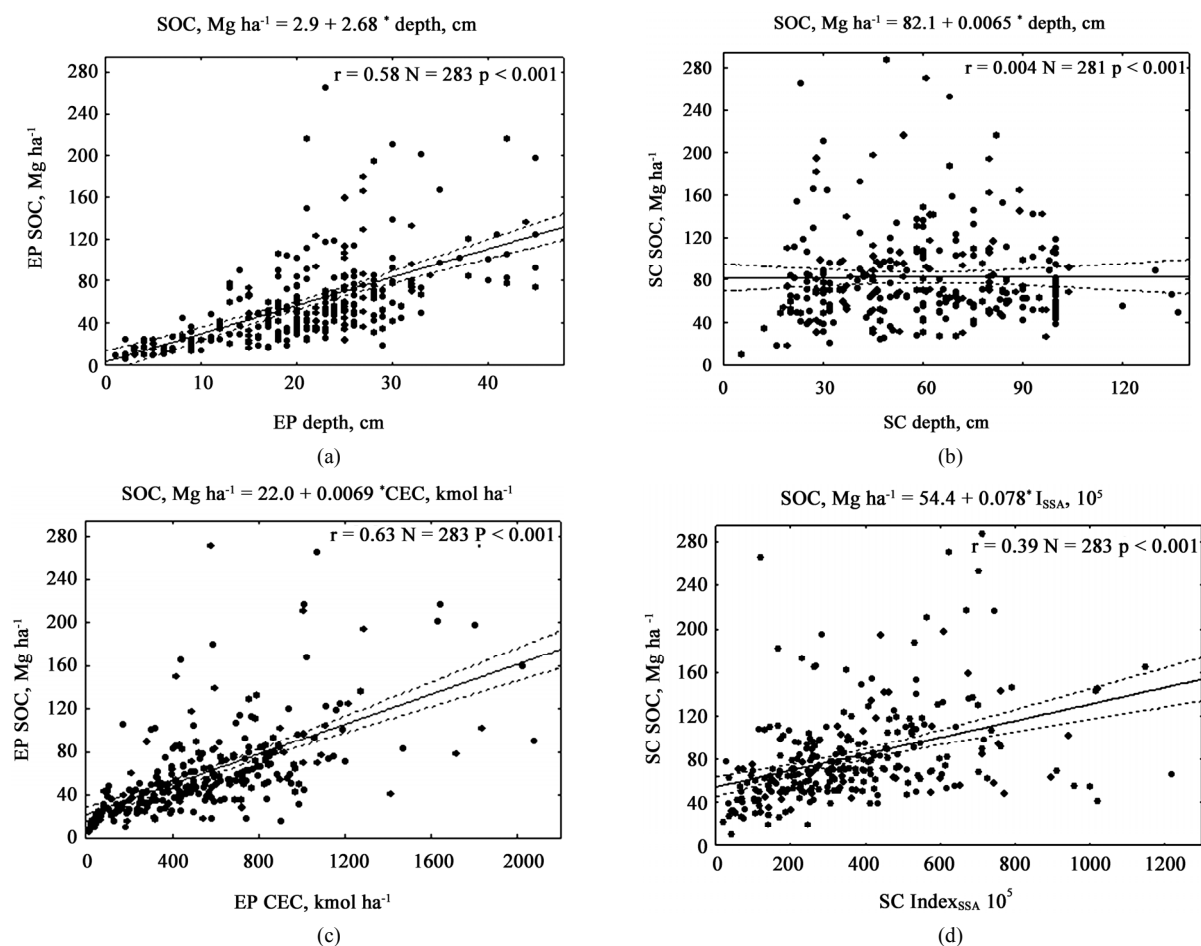 SOC, Mg ha⁻¹ = 2.9 + 2.68 * depth, cm
r = 0.58 N = 283 p < 0.001
EP SOC, Mg ha⁻¹
280
240
200
160
120
80
40
0
0 10 20 30 40
EP depth, cm
(a)
SOC, Mg ha⁻¹ = 82.1 + 0.0065 * depth, cm
r = 0.004 N = 281 p < 0.001
SC SOC, Mg ha⁻¹
280
240
200
160
120
80
40
0
0 30 60 90 120
SC depth, cm
(b)
SOC, Mg ha⁻¹ = 22.0 + 0.0069 *CEC, kmol ha⁻¹
r = 0.63 N = 283 P < 0.001
EP SOC, Mg ha⁻¹
280
240
200
160
120
80
40
0
0 400 800 1200 1600 2000
EP CEC, kmol ha⁻¹
(c)
SOC, Mg ha⁻¹ = 54.4 + 0.078* I_SSA, 10⁵
r = 0.39 N = 283 p < 0.001
SC SOC, Mg ha ⁻¹
280
240
200
160
120
80
40
0
0 200 400 600 800 1000 1200
SC Index_SSA 10⁵
(d)